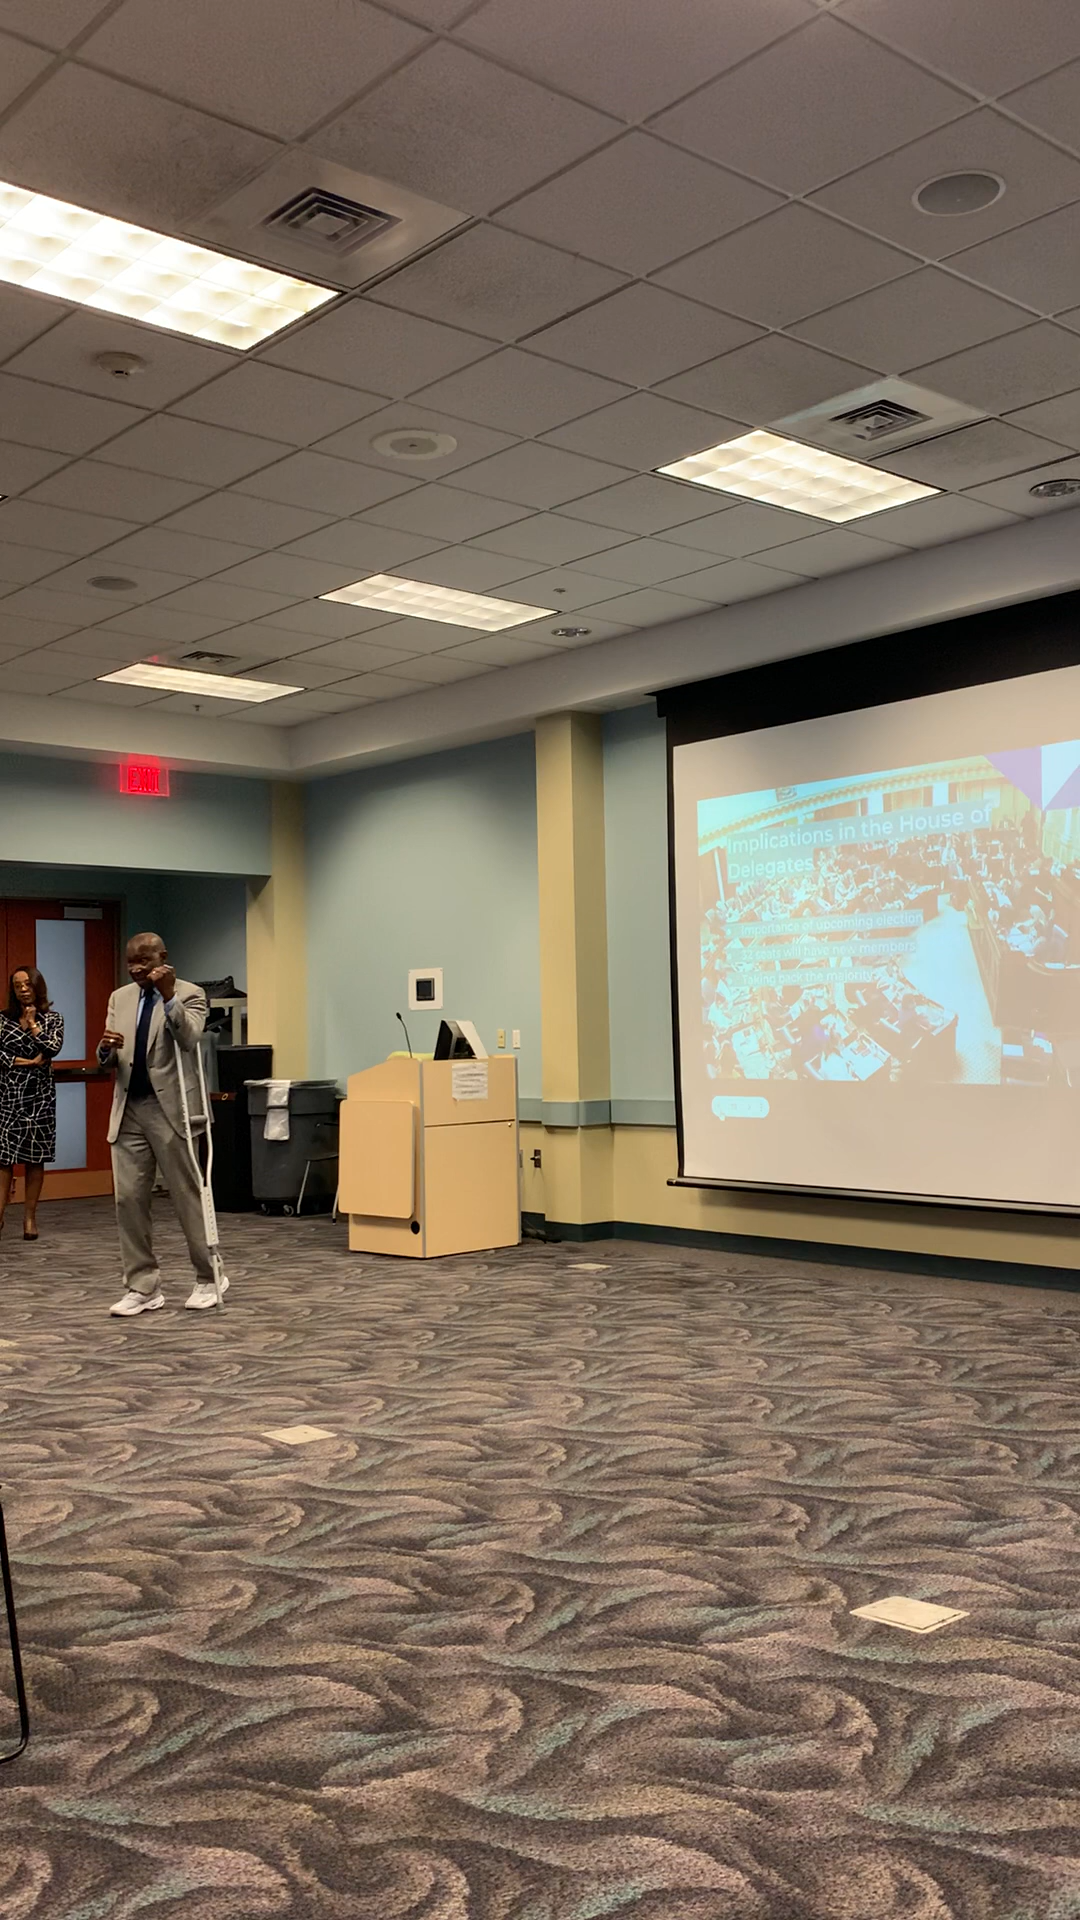 EXIT
Implications in the House of
Delegates
Importance of upcoming election
32 seats will have new members
Taking back the majority